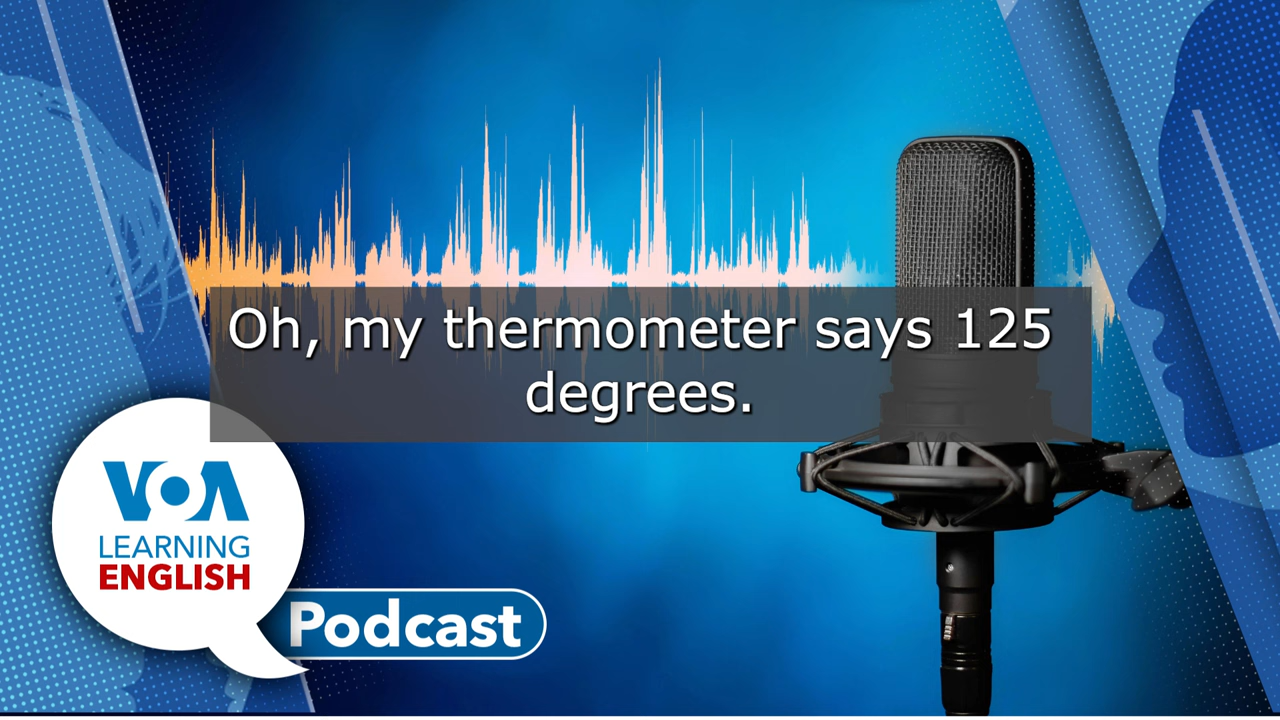 Oh, my thermometer says 125
degrees.
VOA
LEARNING
ENGLISH
Podcast